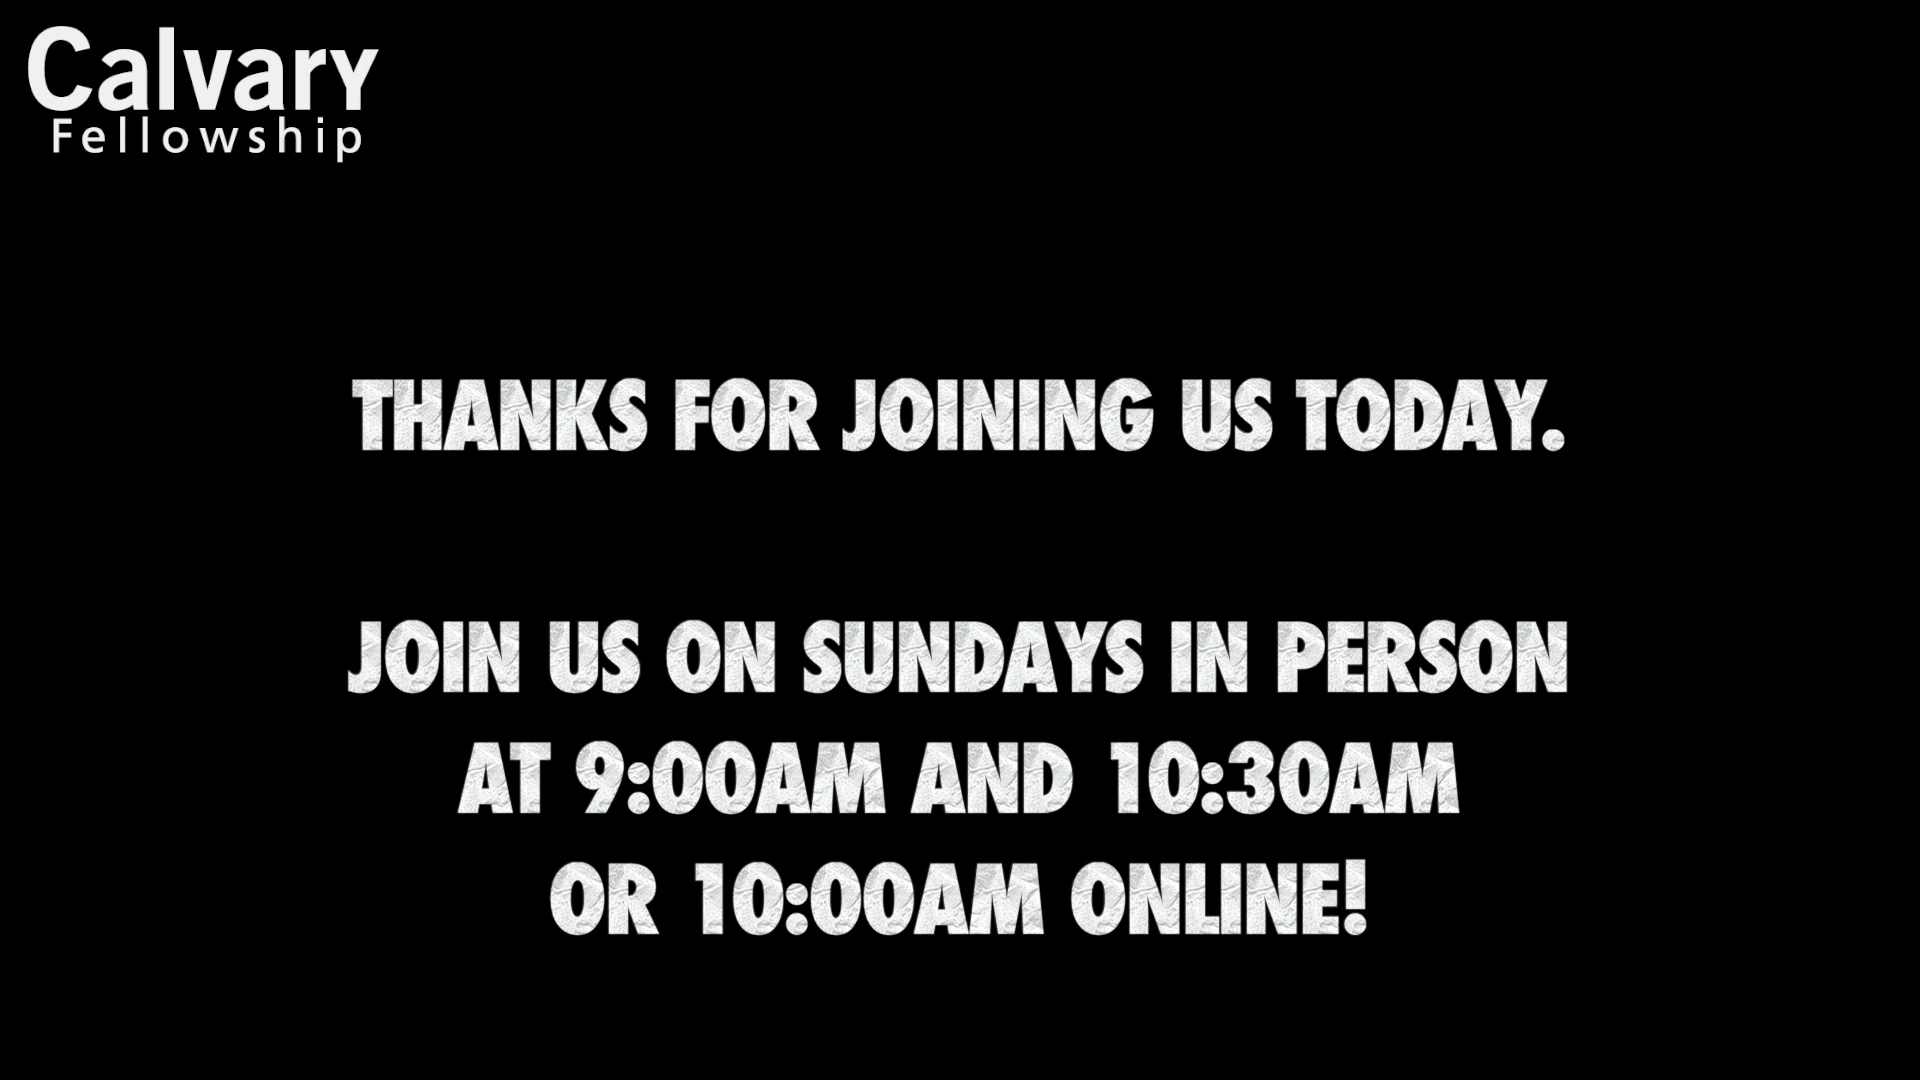 Calvary
Fellowship
THANKS FOR JOINING US TODAY.
JOIN US ON SUNDAYS IN PERSON
AT 9:00AM AND 10:30AM
OR 10:00AM ONLINE!